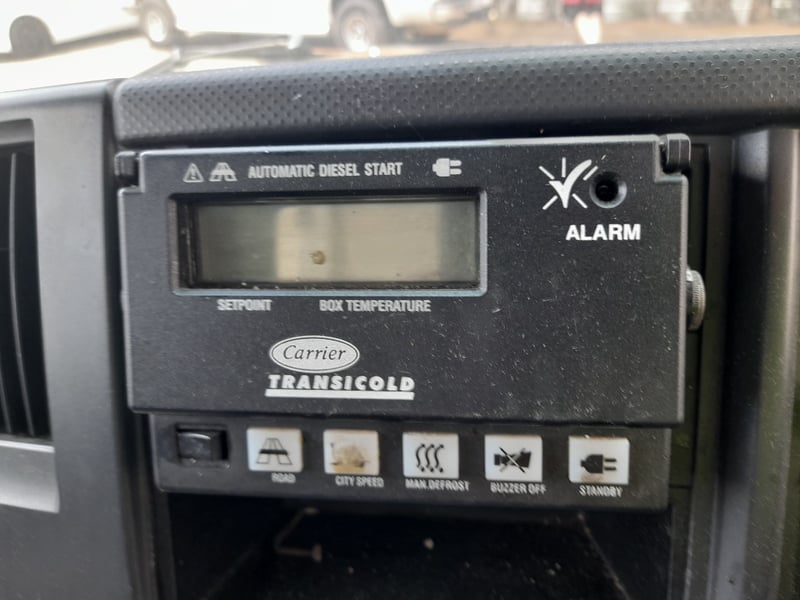 AUTOMATIC DIESEL START
ALARM
SETPOINT BOX TEMPERATURE
Carrier
TRANSICOLD
ROAD CITY SPEED MAN.DEFROST BUZZER OFF STANDBY